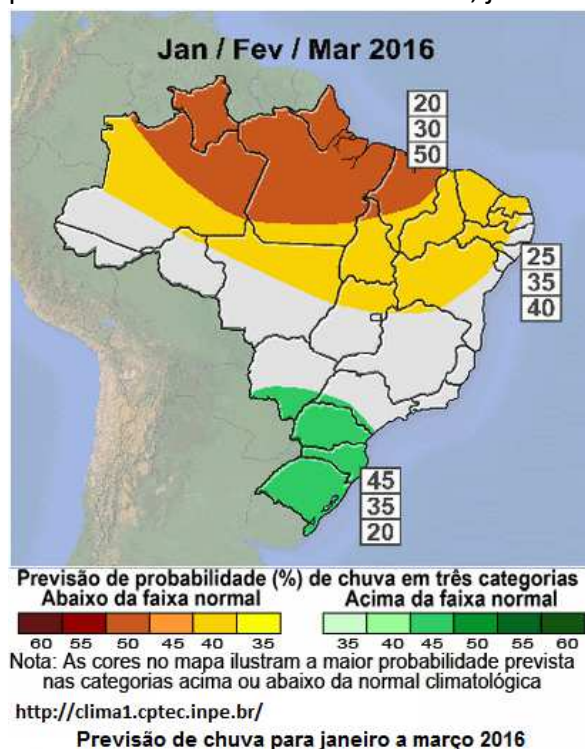 Jan / Fev / Mar 2016
20
30
50
25
35
40
45
35
20
Previsão de probabilidade (%) de chuva em três categorias
Abaixo da faixa normal Acima da faixa normal
60 55 50 45 40 35 35 40 45 50 55 60
Nota: As cores no mapa ilustram a maior probabilidade prevista
nas categorias acima ou abaixo da normal climatológica
http://clima1.cptec.inpe.br/
Previsão de chuva para janeiro a março 2016